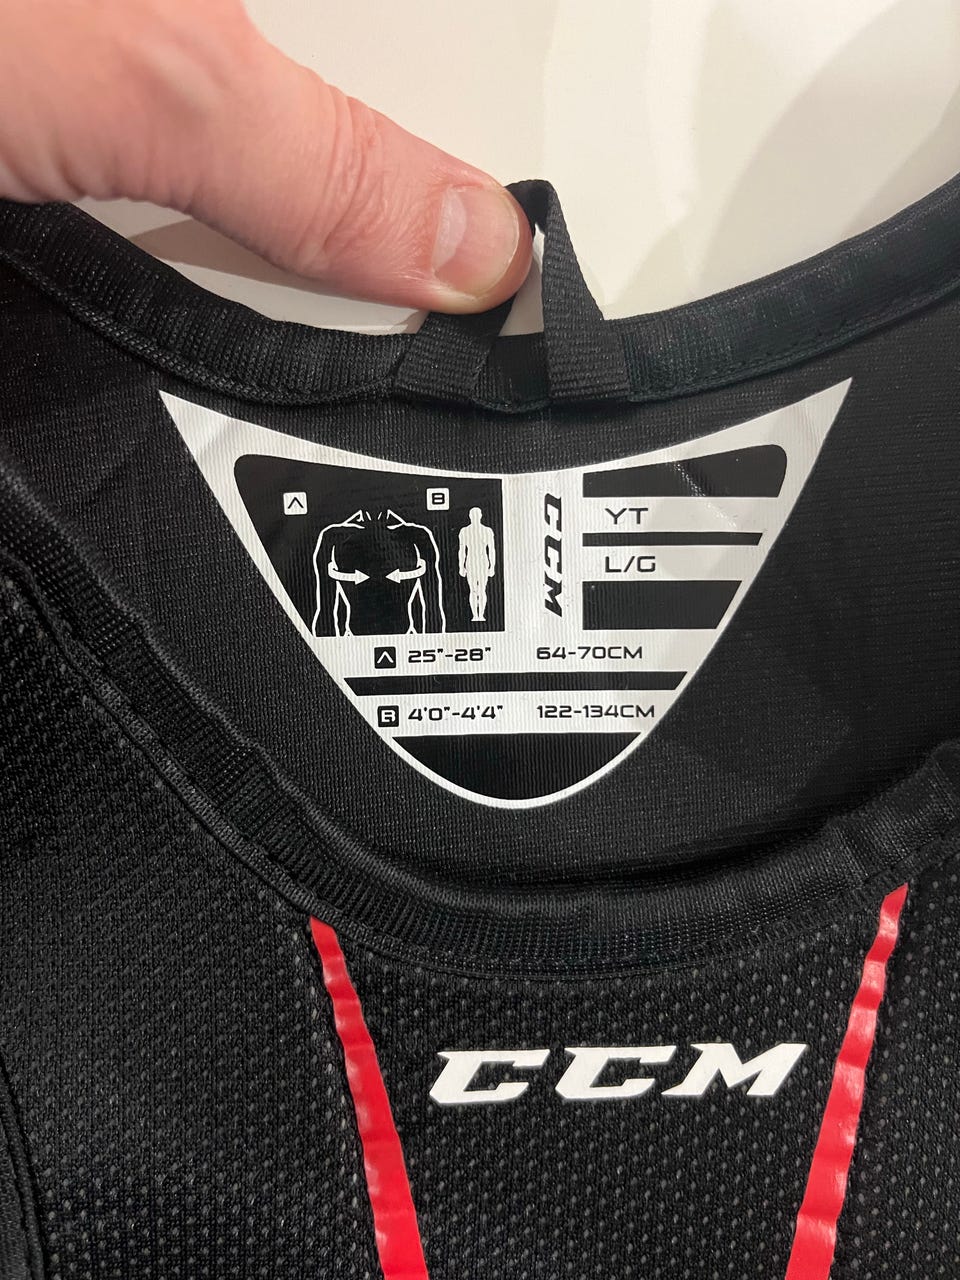 A
B
CCM
YT
L/G
A 25"-28" 64-70CM
B 4'0"-4'4" 122-134CM
CCM